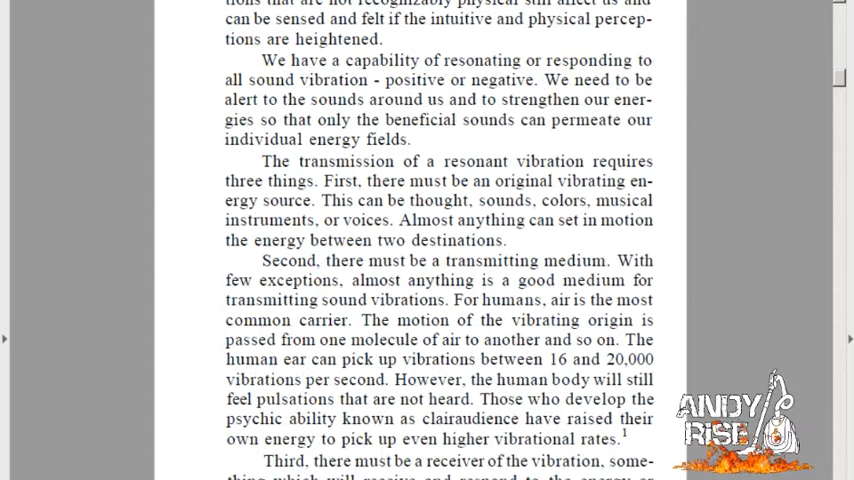 tions that are not recognizably physical still affect us and
can be sensed and felt if the intuitive and physical percep-
tions are heightened.
We have a capability of resonating or responding to
all sound vibration - positive or negative. We need to be
alert to the sounds around us and to strengthen our ener-
gies so that only the beneficial sounds can permeate our
individual energy fields.
The transmission of a resonant vibration requires
three things. First, there must be an original vibrating en-
ergy source. This can be thought, sounds, colors, musical
instruments, or voices. Almost anything can set in motion
the energy between two destinations.
Second, there must be a transmitting medium. With
few exceptions, almost anything is a good medium for
transmitting sound vibrations. For humans, air is the most
common carrier. The motion of the vibrating origin is
passed from one molecule of air to another and so on. The
human ear can pick up vibrations between 16 and 20,000
vibrations per second. However, the human body will still
feel pulsations that are not heard. Those who develop the
psychic ability known as clairaudience have raised their
own energy to pick up even higher vibrational rates.1
Third, there must be a receiver of the vibration, some-
thing which will receive and respond to the energy or
ANDY
RISE